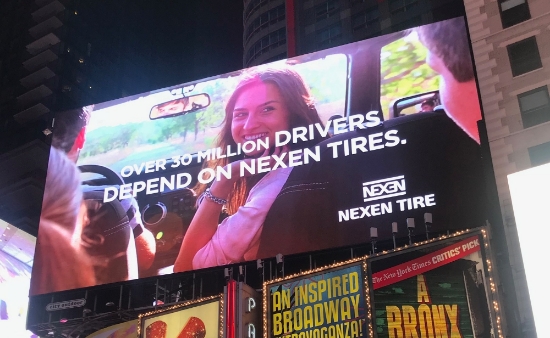 OVER 30 MILLION DRIVERS
DEPEND ON NEXEN TIRES.
NEXEN
NEXEN TIRE
The New York Times CRITICS' PICK
AN INSPIRED
BROADWAY
EXTRAVAGANZA!
A
BRONX